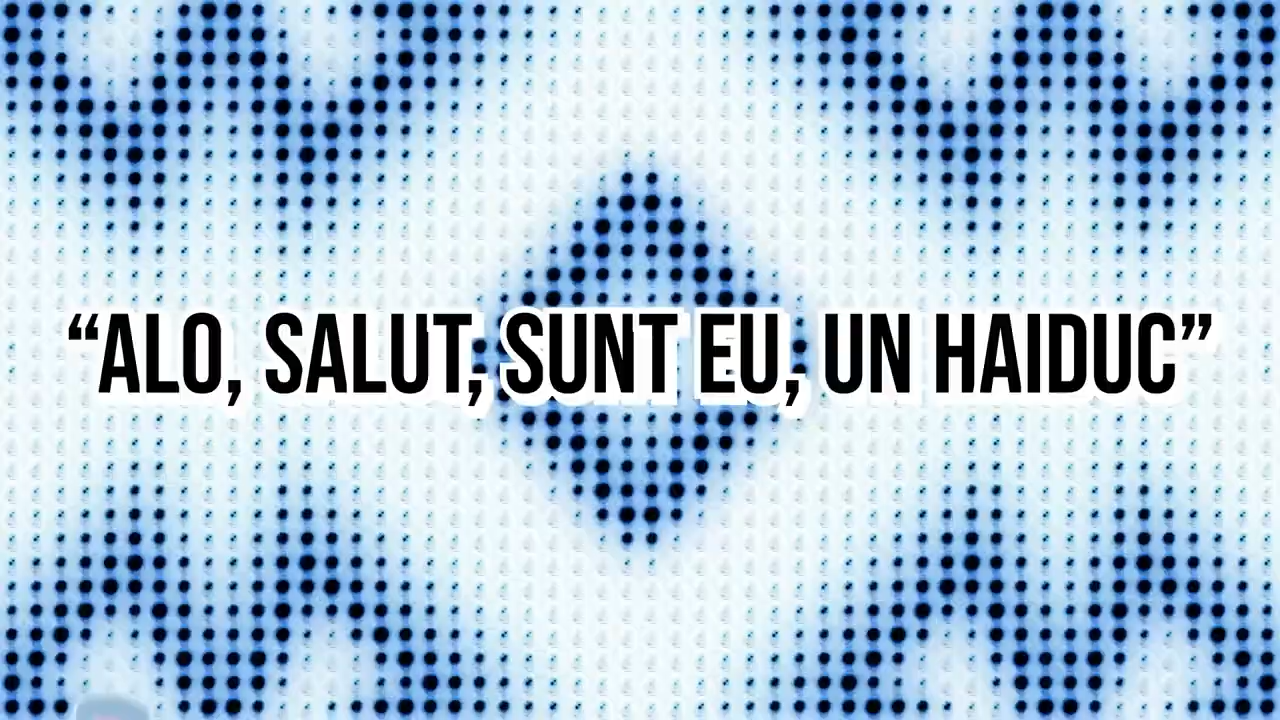 “ALO, SALUT, SUNT EU, UN HAIDUC”